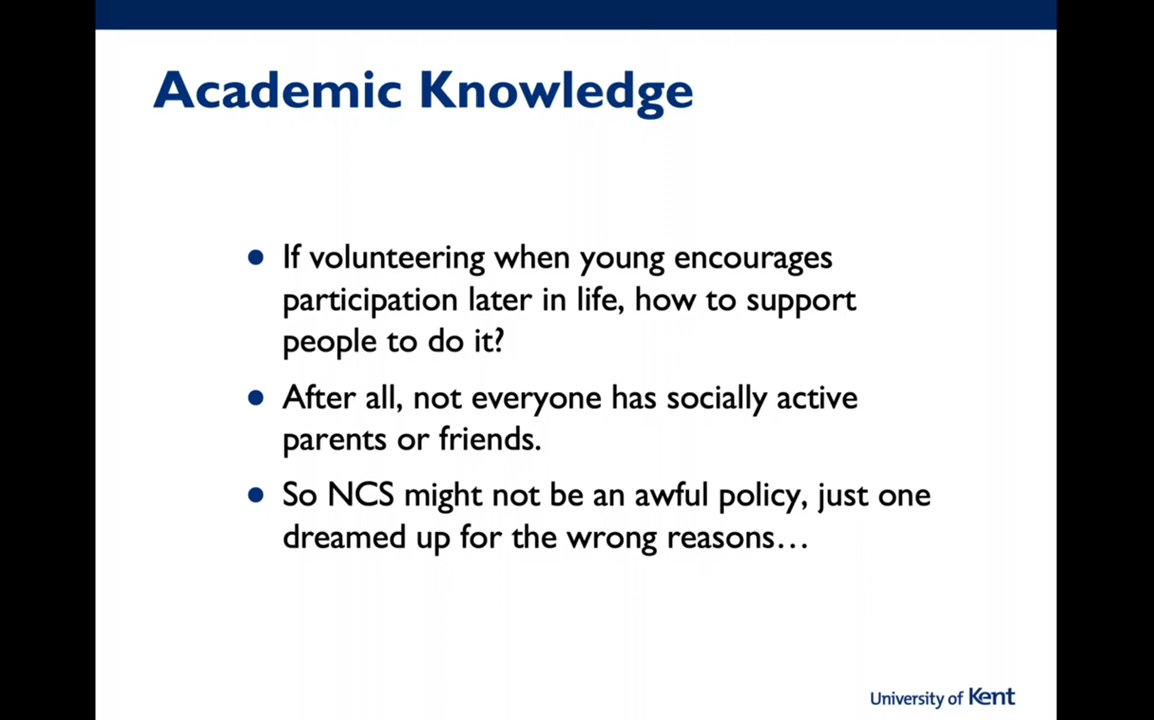 Academic Knowledge
● If volunteering when young encourages
participation later in life, how to support
people to do it?
● After all, not everyone has socially active
parents or friends.
● So NCS might not be an awful policy, just one
dreamed up for the wrong reasons…
University of Kent